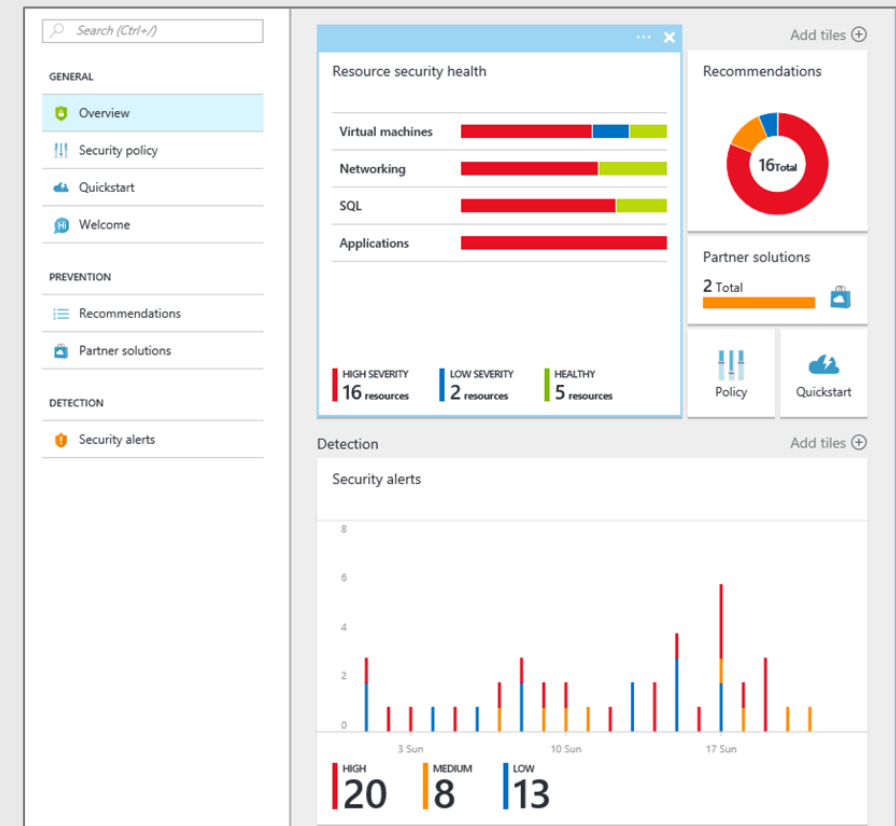 Search (Ctrl+/)
GENERAL
Overview
Security policy
Quickstart
Hi
Welcome
PREVENTION
Recommendations
Partner solutions
DETECTION
Security alerts
Add tiles
Resource security health
Virtual machines
Networking
SQL
Applications
HIGH SEVERITY
16 resources
LOW SEVERITY
2 resources
HEALTHY
5 resources
Recommendations
16 Total
Partner solutions
2 Total
Policy
Quickstart
Detection
Add tiles
Security alerts
8
6
4
2
0
3 Sun
10 Sun
17 Sun
HIGH
20
MEDIUM
8
LOW
13